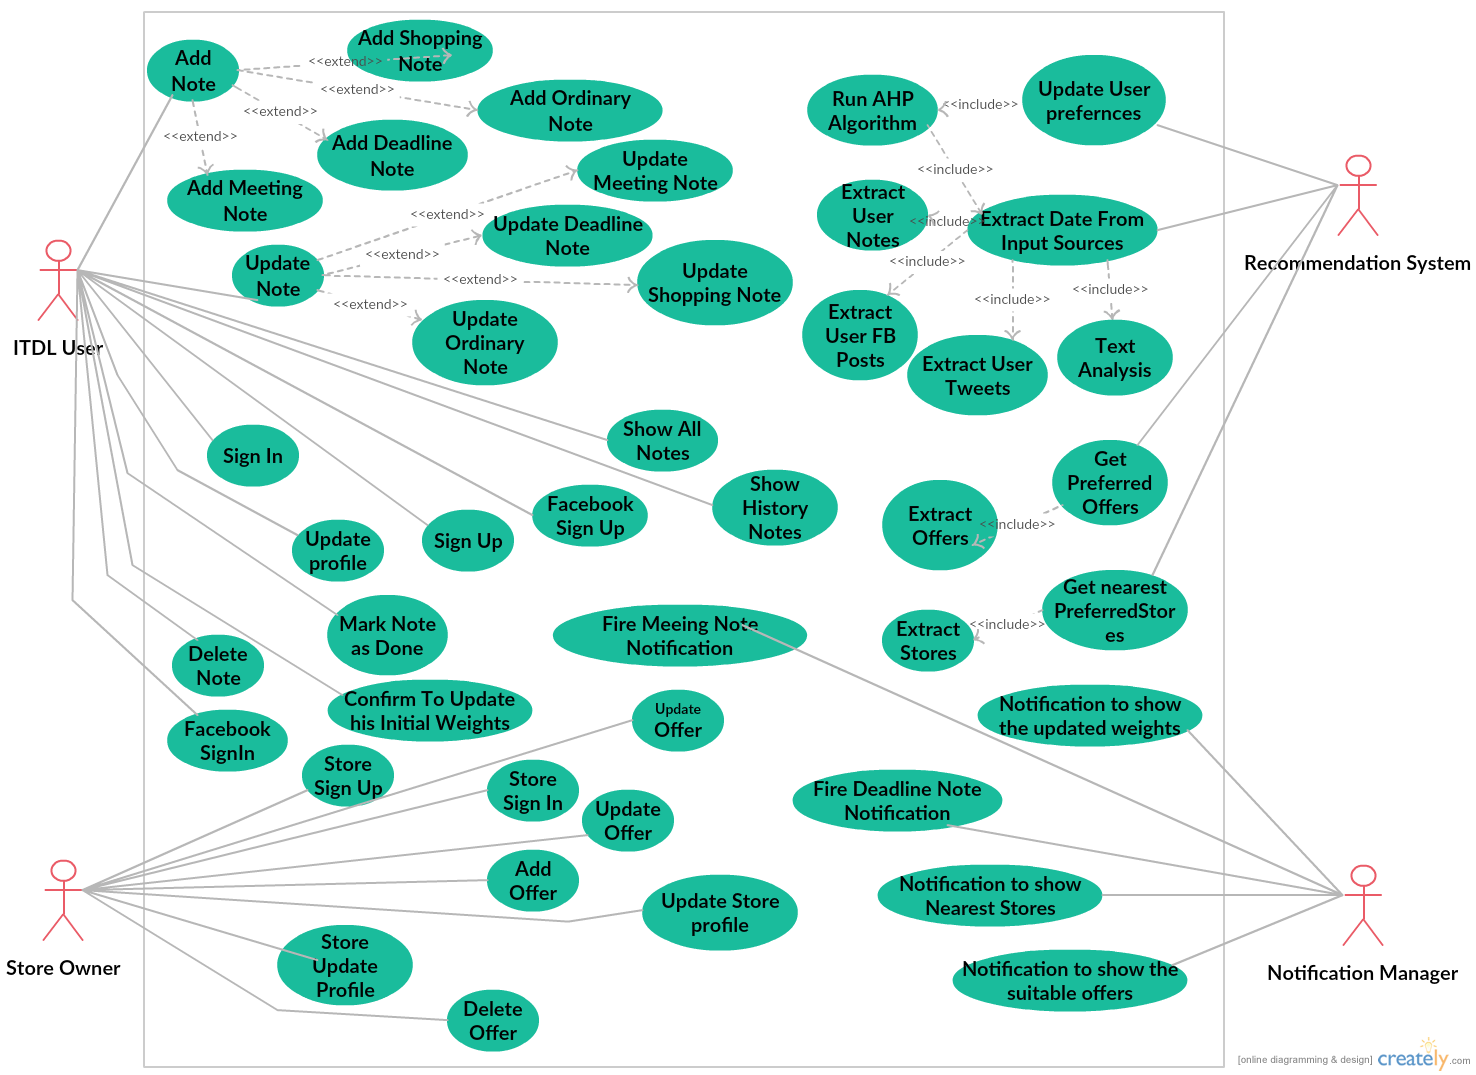 Add
Note
<<extend>>
Add Shopping
Note
<<extend>>
Add Ordinary
Note
<<extend>>
Add Deadline
Note
<<extend>>
Add Meeting
Note
Update
Note
<<extend>>
Update
Meeting Note
<<extend>>
Update Deadline
Note
<<extend>>
Update
Shopping Note
<<extend>>
Update
Ordinary
Note
ITDL User
Run AHP
Algorithm
<<include>>
Update User
prefernces
<<include>>
Extract
User
Notes
<<include>>
Extract Date From
Input Sources
<<include>>
<<include>>
<<include>>
Extract
User FB
Posts
Extract User
Tweets
Text
Analysis
Recommendation System
Sign In
Show All
Notes
Show
History
Notes
Facebook
Sign Up
Sign Up
Update
profile
Get
Preferred
Offers
<<include>>
Extract
Offers
Mark Note
as Done
Fire Meeing Note
Notification
Get nearest
PreferredStor
es
<<include>>
Extract
Stores
Delete
Note
Confirm To Update
his Initial Weights
Facebook
SignIn
Update
Offer
Notification to show
the updated weights
Store
Sign Up
Store
Sign In
Update
Offer
Fire Deadline Note
Notification
Add
Offer
Update Store
profile
Notification to show
Nearest Stores
Store Owner
Store
Update
Profile
Delete
Offer
Notification to show the
suitable offers
Notification Manager
[online diagramming & design] creately.com